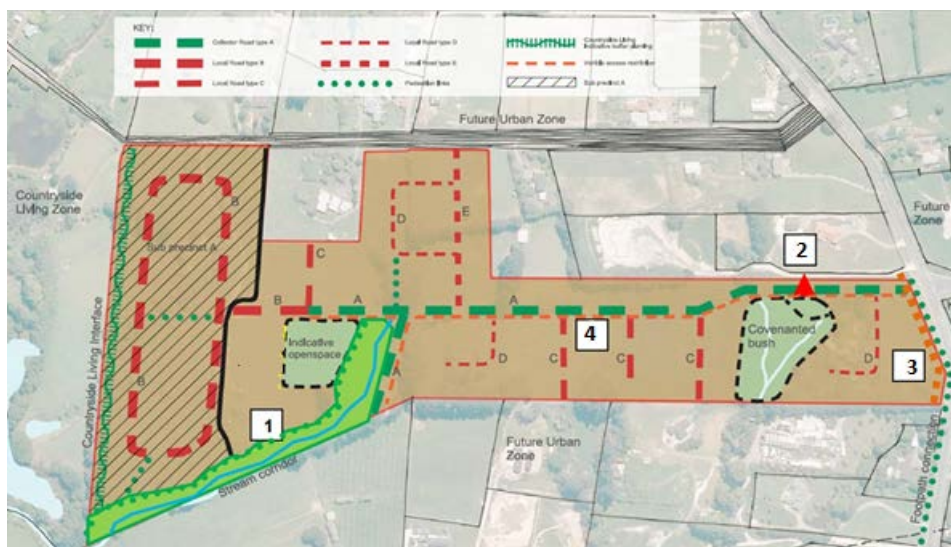 KEY:
Collector Road type A
Local Road type B
Local Road type C
Local Road type D
Local Road type E
Pedestrian links
Countryside Living
Indicative buffer planting
Vehicle access restriction
Sub precinct A
Future Urban Zone
Countryside
Living Zone
Future
Zone
B
Sub precinct A
D
E
C
2
B
A
A
Countryside Living Interface
Indicative
openspace
4
Covenanted
bush
B
A
D
C
C
C
D
3
1
Future Urban
Zone
Stream corridor
Footpath connection